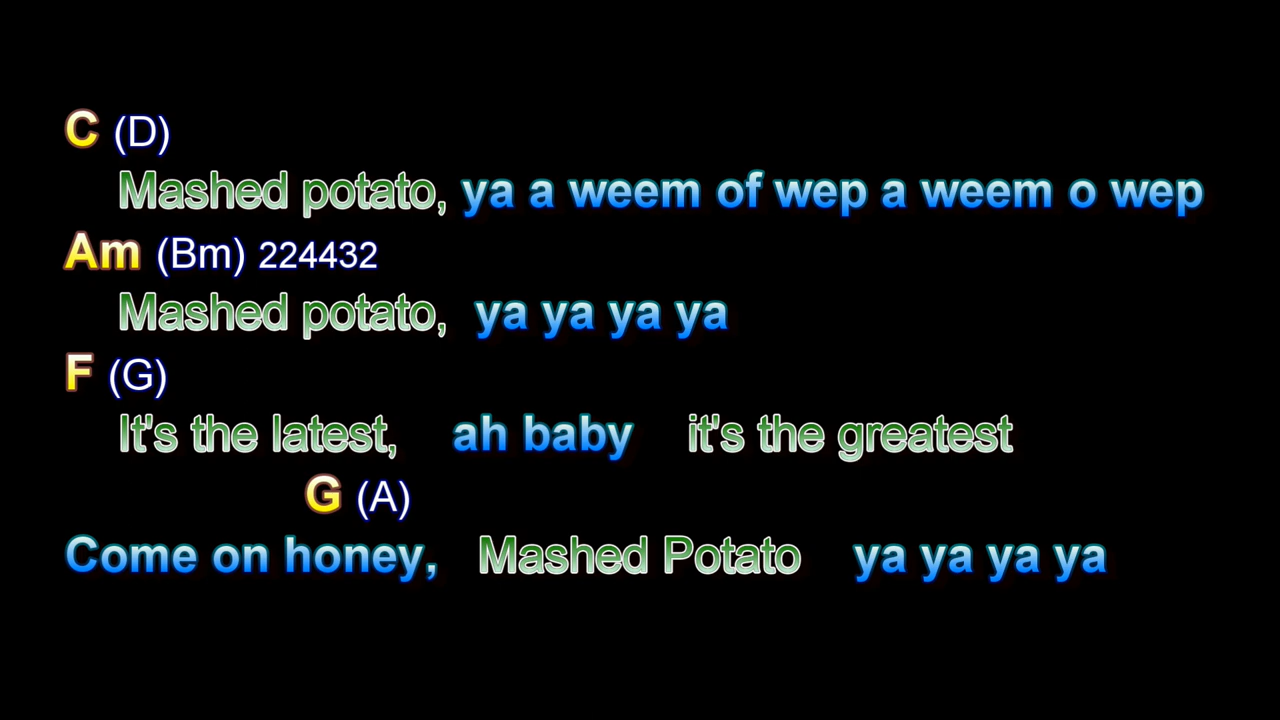 C (D)
Mashed potato, ya a weem of wep a weem o wep
Am (Bm) 224432
Mashed potato, ya ya ya ya
F (G)
It's the latest, ah baby it's the greatest
G (A)
Come on honey, Mashed Potato ya ya ya ya